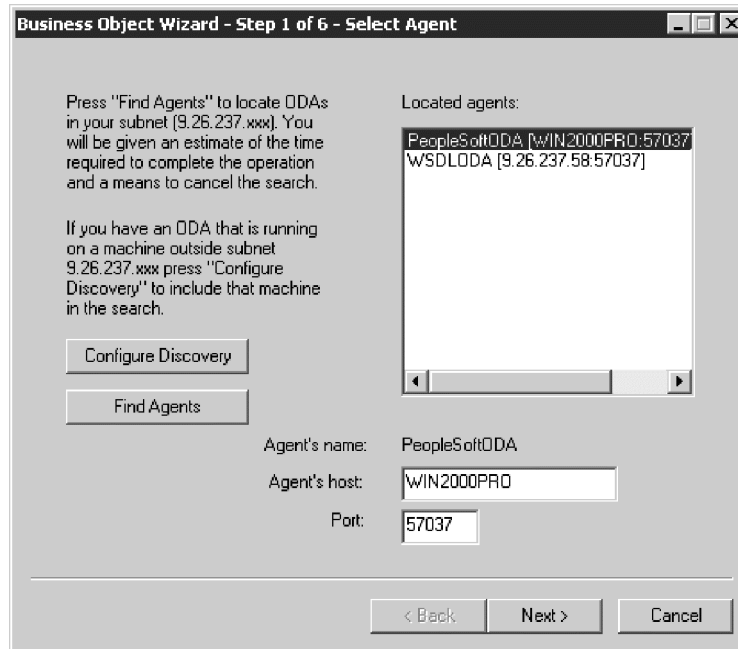 Business Object Wizard - Step 1 of 6 - Select Agent
Press "Find Agents" to locate ODAs
in your subnet (9.26.237.xxx). You
will be given an estimate of the time
required to complete the operation
and a means to cancel the search.
If you have an ODA that is running
on a machine outside subnet
9.26.237.xxx press "Configure
Discovery" to include that machine
in the search.
Configure Discovery
Find Agents
Located agents:
PeopleSoftODA [WIN2000PRO:57037
WSDLODA [9.26.237.58:57037]
Agent's name: PeopleSoftODA
Agent's host: WIN2000PRO
Port: 57037
< Back
Next >
Cancel